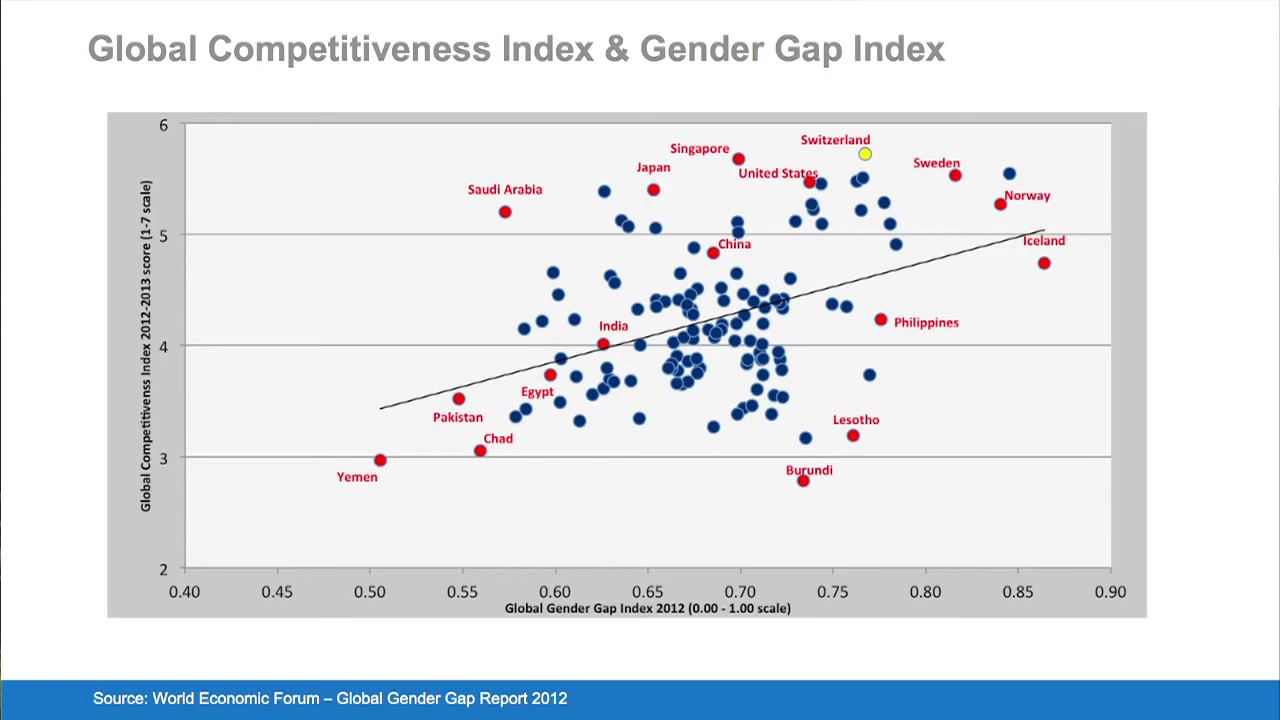 Global Competitiveness Index & Gender Gap Index
6
5
4
3
2
Global Competitivenss Index 2012-2013 score (1-7 scale)
Switzerland
Singapore
Japan
United States
Sweden
Saudi Arabia
Norway
China
Iceland
India
Philippines
Egypt
Pakistan
Lesotho
Chad
Yemen
Burundi
0.40
0.45
0.50
0.55
0.60
0.65
0.70
0.75
0.80
0.85
0.90
Global Gender Gap Index 2012 (0.00 - 1.00 scale)
Source: World Economic Forum – Global Gender Gap Report 2012